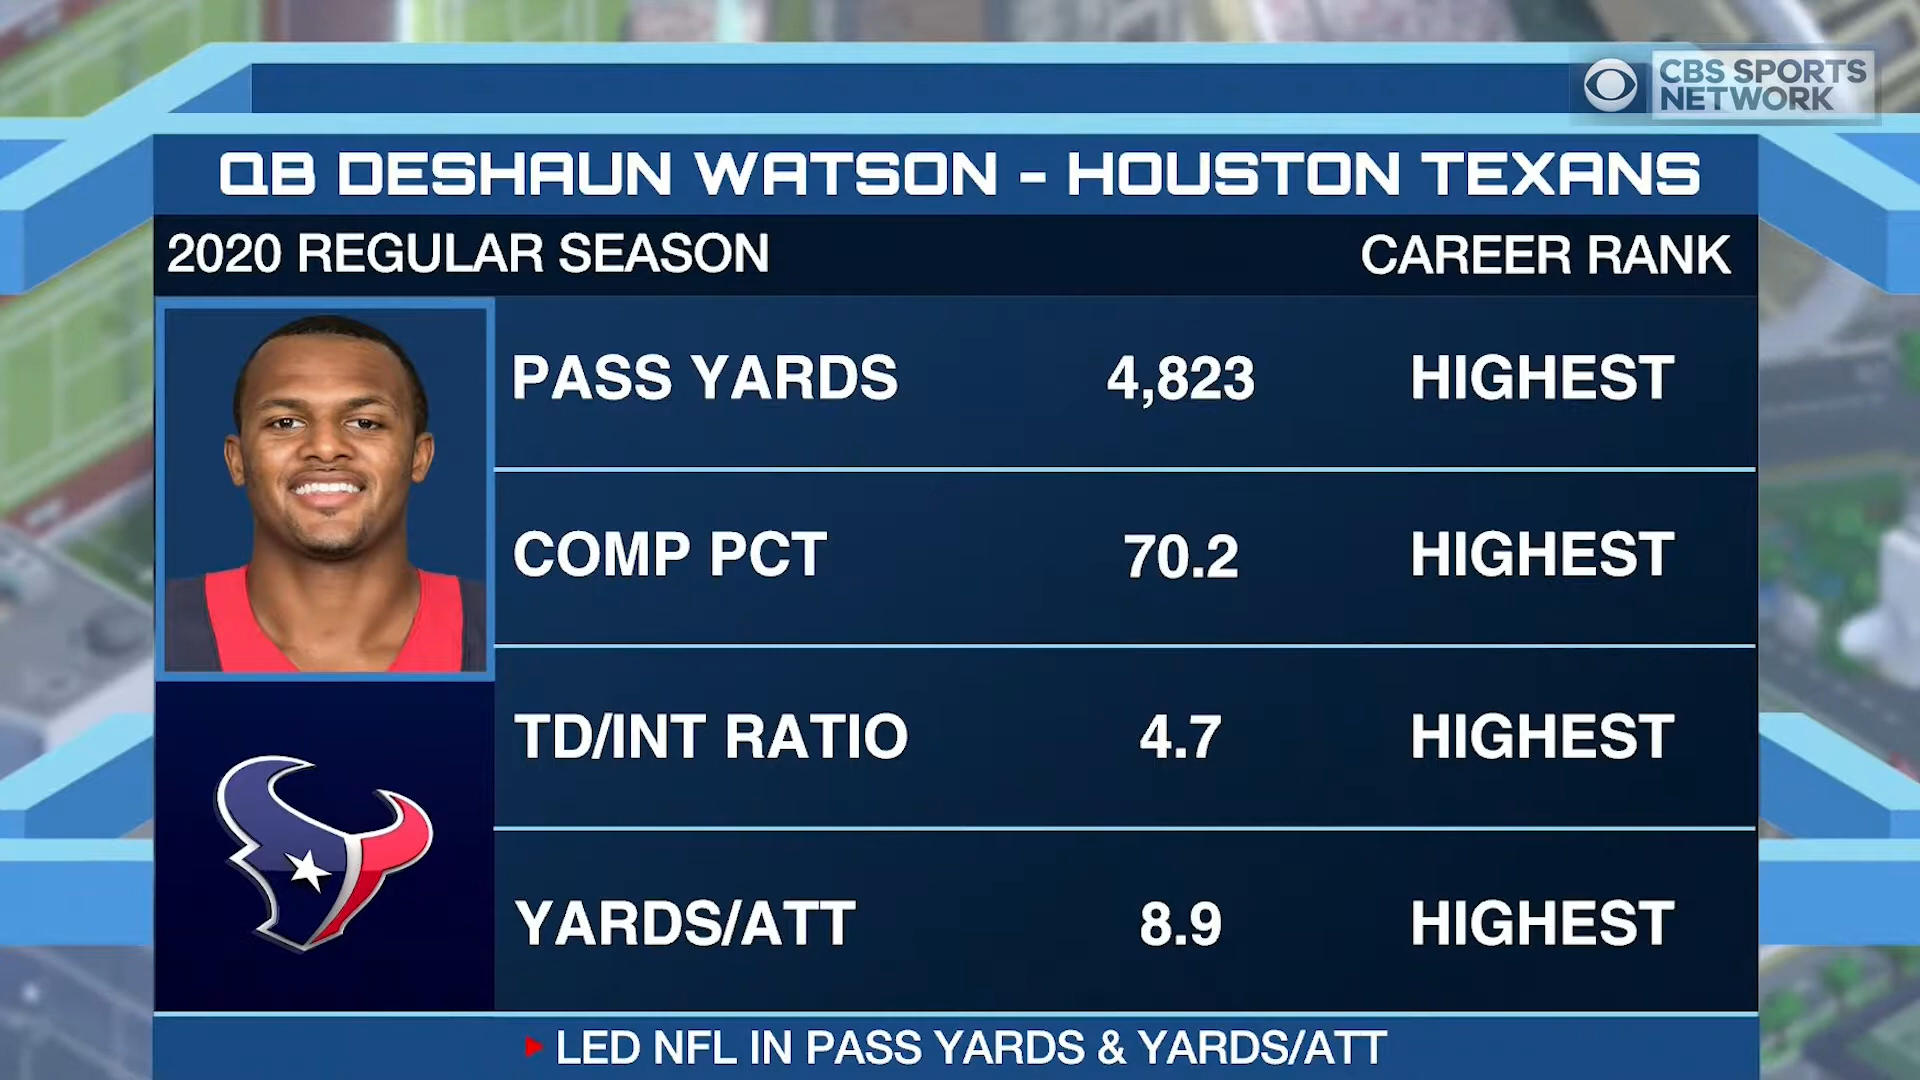 CBS SPORTS
NETWORK
QB DESHAUN WATSON - HOUSTON TEXANS
2020 REGULAR SEASON CAREER RANK
PASS YARDS 4,823 HIGHEST
COMP PCT 70.2 HIGHEST
TD/INT RATIO 4.7 HIGHEST
YARDS/ATT 8.9 HIGHEST
LED NFL IN PASS YARDS & YARDS/ATT